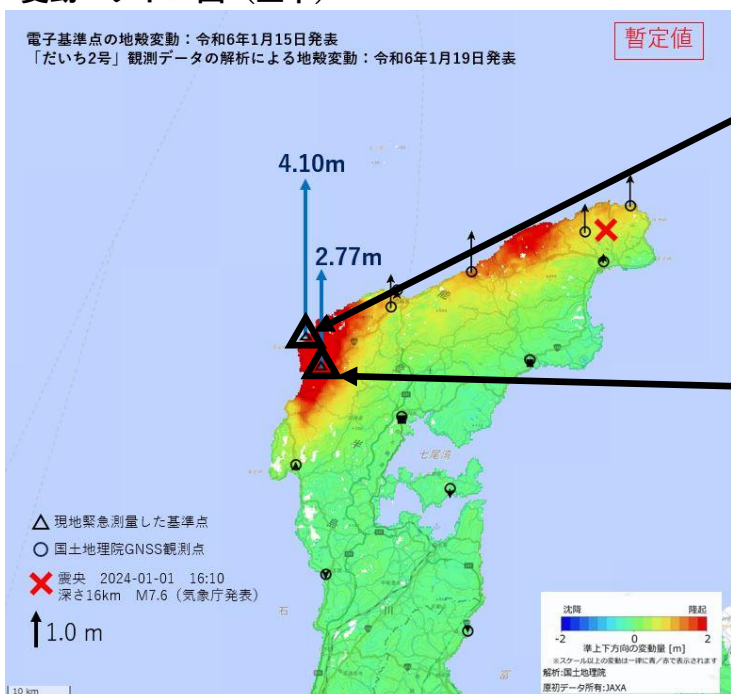 電子基準点の地殻変動：令和6年1月15日発表
「だいち2号」観測データの解析による地殻変動：令和6年1月19日発表
暫定値
4.10m
2.77m
七尾湾
現地緊急測量した基準点
国土地理院GNSS観測点
震央 2024-01-01 16:10
深さ16km M7.6（気象庁発表）
1.0 m
石
川
富
沈降 隆起
-2 0 2
準上下方向の変動量 [m]
※スケール以上の変動は一律に青／赤で表示されます
解析:国土地理院
原初データ所有:JAXA
10 km